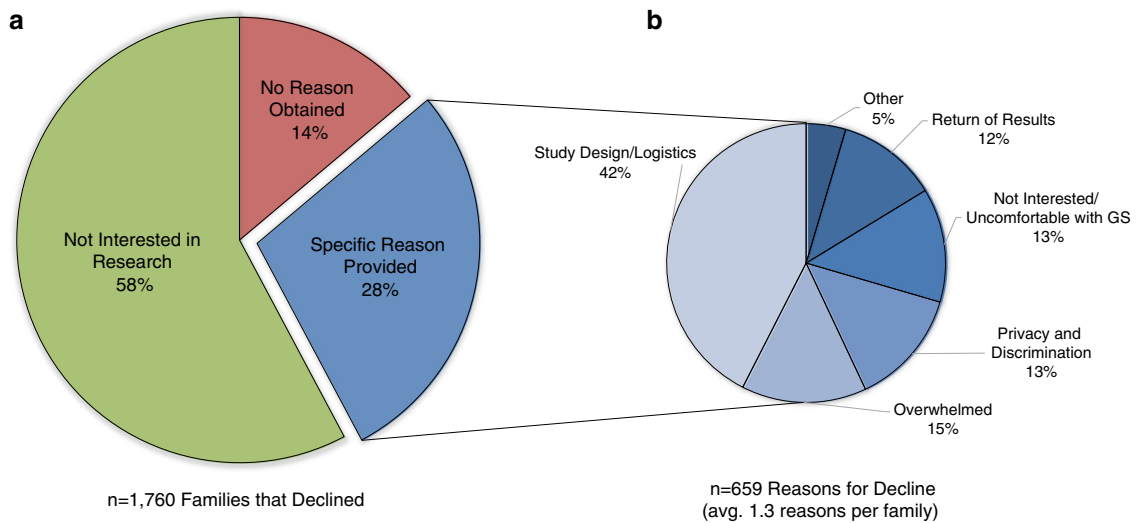 a
No Reason
Obtained
14%
Not Interested in
Research
58%
Specific Reason
Provided
28%
n=1,760 Families that Declined
b
Other
5%
Return of Results
12%
Not Interested/
Uncomfortable with GS
13%
Privacy and
Discrimination
13%
Overwhelmed
15%
Study Design/Logistics
42%
n=659 Reasons for Decline
(avg. 1.3 reasons per family)